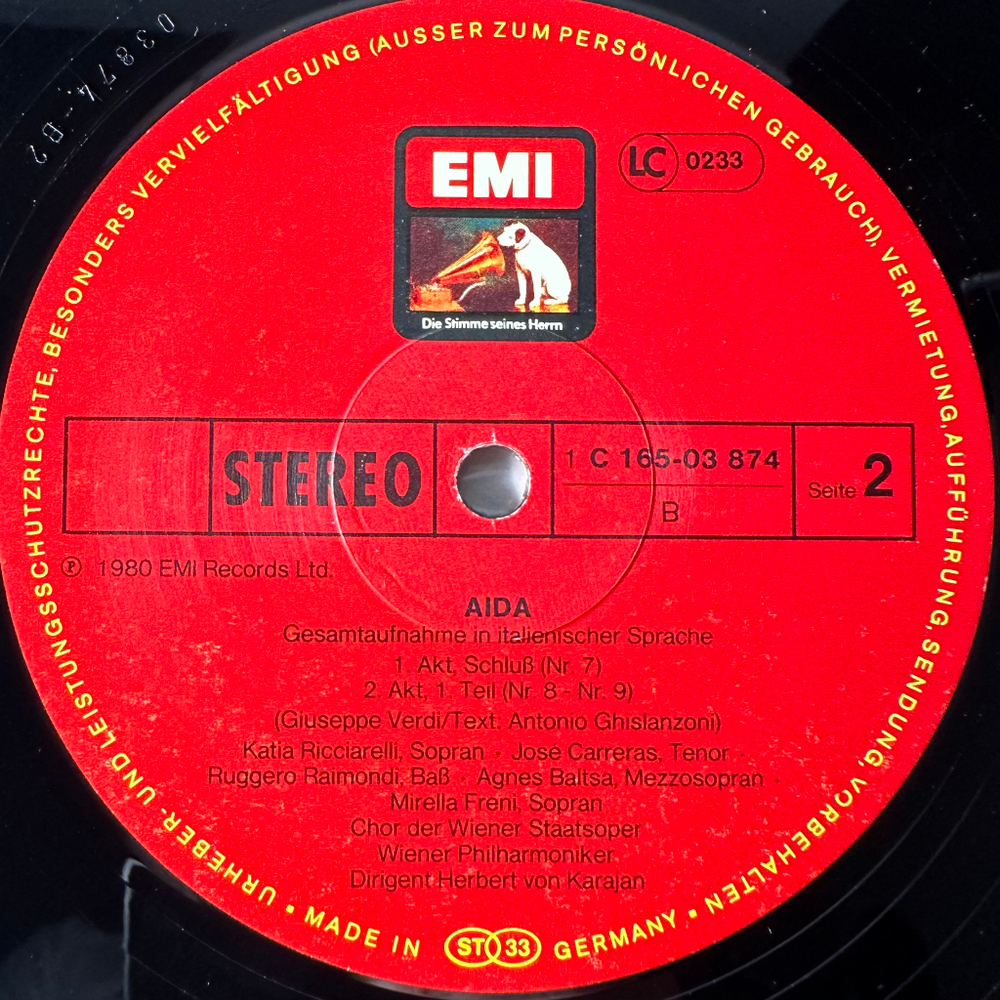 03874-B2
URHEBER- UND LEISTUNGSSCHUTZRECHTE, BESONDERS VERVIELFÄLTIGUNG (AUSSER ZUM PERSÖNLICHEN GEBRAUCH), VERMIETUNG, AUFFÜHRUNG, SENDUNG, VORBEHALTEN
EMI
LC 0233
Die Stimme seines Herrn
STEREO
1 C 165-03 874
B
Seite 2
℗ 1980 EMI Records Ltd.
AIDA
Gesamtaufnahme in italienischer Sprache
1. Akt, Schluß (Nr. 7)
2. Akt, 1. Teil (Nr. 8 - Nr. 9)
(Giuseppe Verdi/Text: Antonio Ghislanzoni)
Katia Ricciarelli, Sopran · José Carreras, Tenor ·
Ruggero Raimondi, Baß · Agnes Baltsa, Mezzosopran ·
Mirella Freni, Sopran
Chor der Wiener Staatsoper
Wiener Philharmoniker
Dirigent Herbert von Karajan
• MADE IN ST 33 GERMANY •